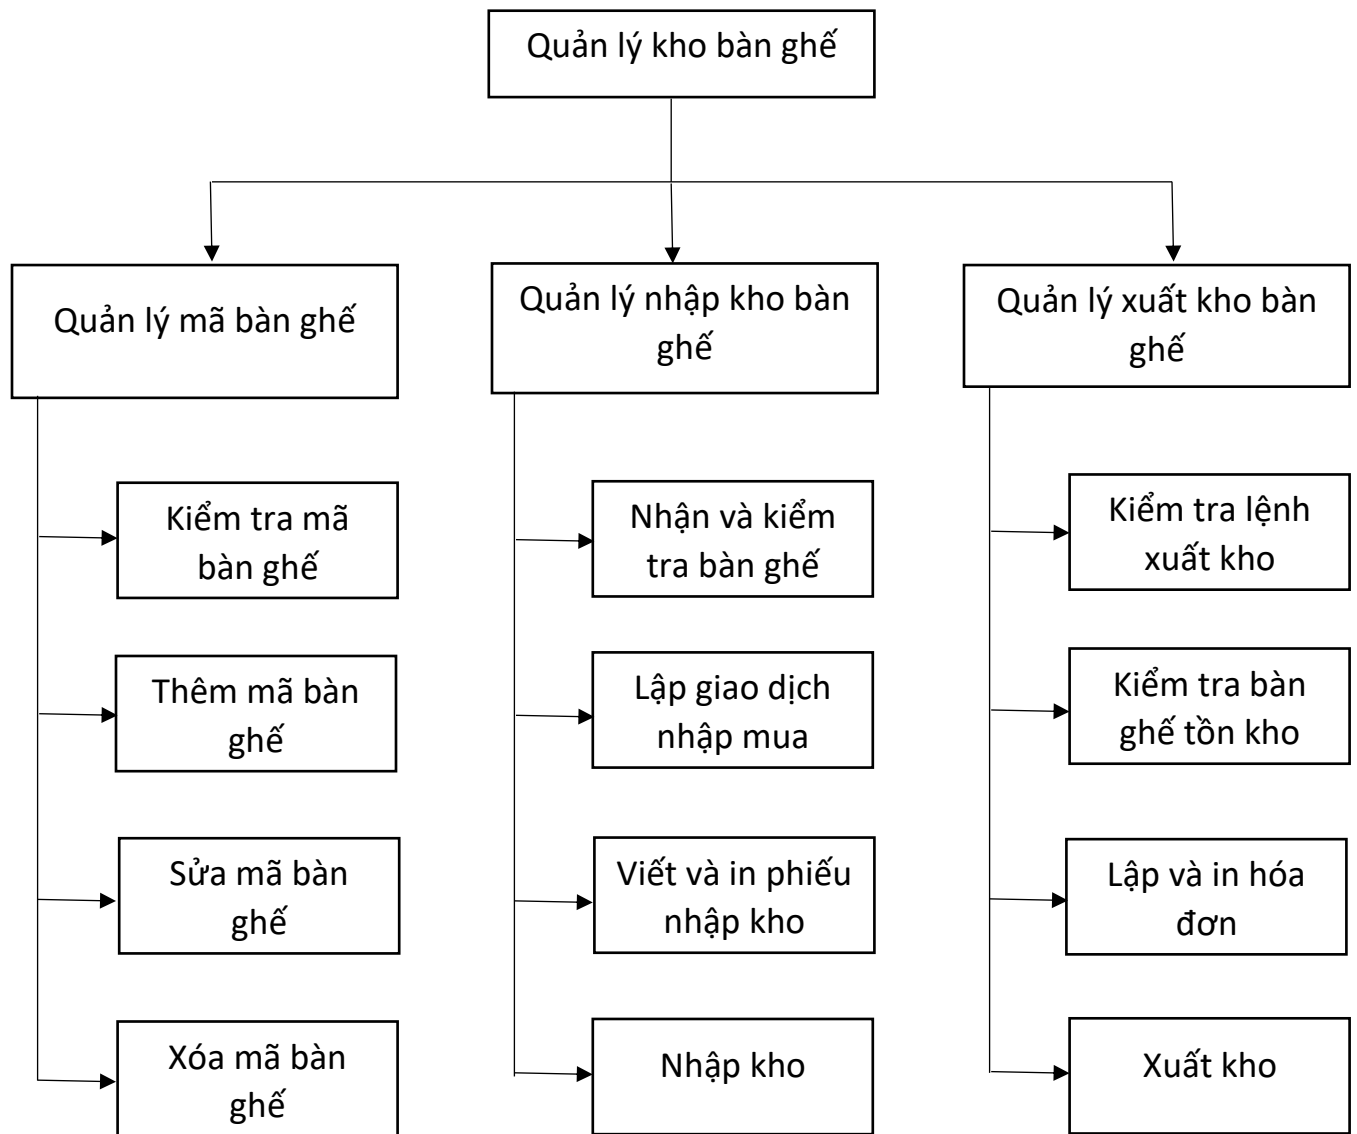 Quản lý kho bàn ghế
Quản lý mã bàn ghế
Quản lý nhập kho bàn
ghế
Quản lý xuất kho bàn
ghế
Kiểm tra mã
bàn ghế
Thêm mã bàn
ghế
Sửa mã bàn
ghế
Xóa mã bàn
ghế
Nhận và kiểm
tra bàn ghế
Lập giao dịch
nhập mua
Viết và in phiếu
nhập kho
Nhập kho
Kiểm tra lệnh
xuất kho
Kiểm tra bàn
ghế tồn kho
Lập và in hóa
đơn
Xuất kho